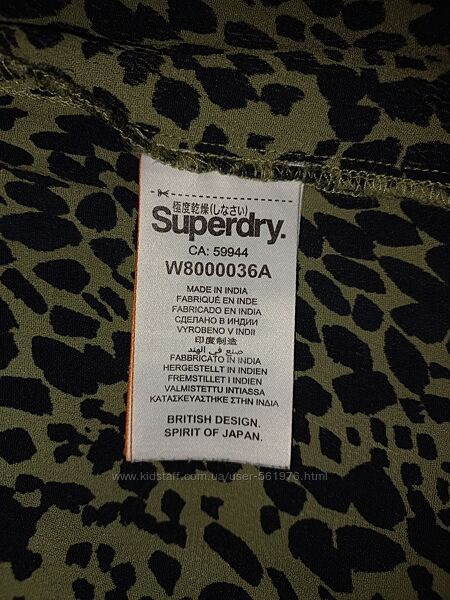 極度乾燥(しなさい)
Superdry.
CA: 59944
W8000036A
MADE IN INDIA
FABRIQUÉ EN INDE
FABRICADO EN INDIA
СДЕЛАНО В ИНДИИ
VYROBENO V INDII
印度制造
صنع في الهند
FABBRICATO IN INDIA
HERGESTELLT IN INDIEN
FREMSTILLET I INDIEN
VALMISTETTU INTIASSA
ΚΑΤΑΣΚΕΥΑΣΤΗΚΕ ΣΤΗΝ ΙΝΔΙΑ
BRITISH DESIGN.
SPIRIT OF JAPAN.
www.kidstaff.com.ua/user-561976.html